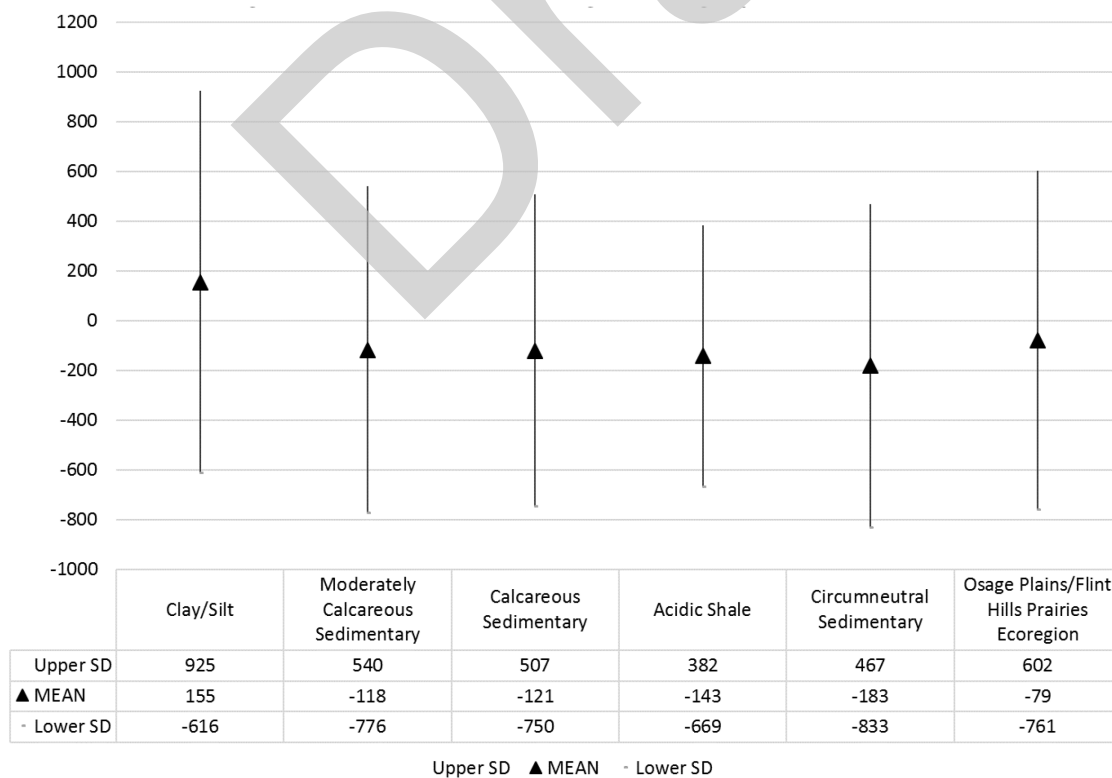 1200
1000
800
600
400
200
0
-200
-400
-600
-800
-1000
Clay/Silt
Moderately
Calcareous
Sedimentary
Calcareous
Sedimentary
Acidic Shale
Circumneutral
Sedimentary
Osage Plains/Flint
Hills Prairies
Ecoregion
Upper SD 925 540 507 382 467 602
▲ MEAN 155 -118 -121 -143 -183 -79
- Lower SD -616 -776 -750 -669 -833 -761
Upper SD ▲ MEAN - Lower SD